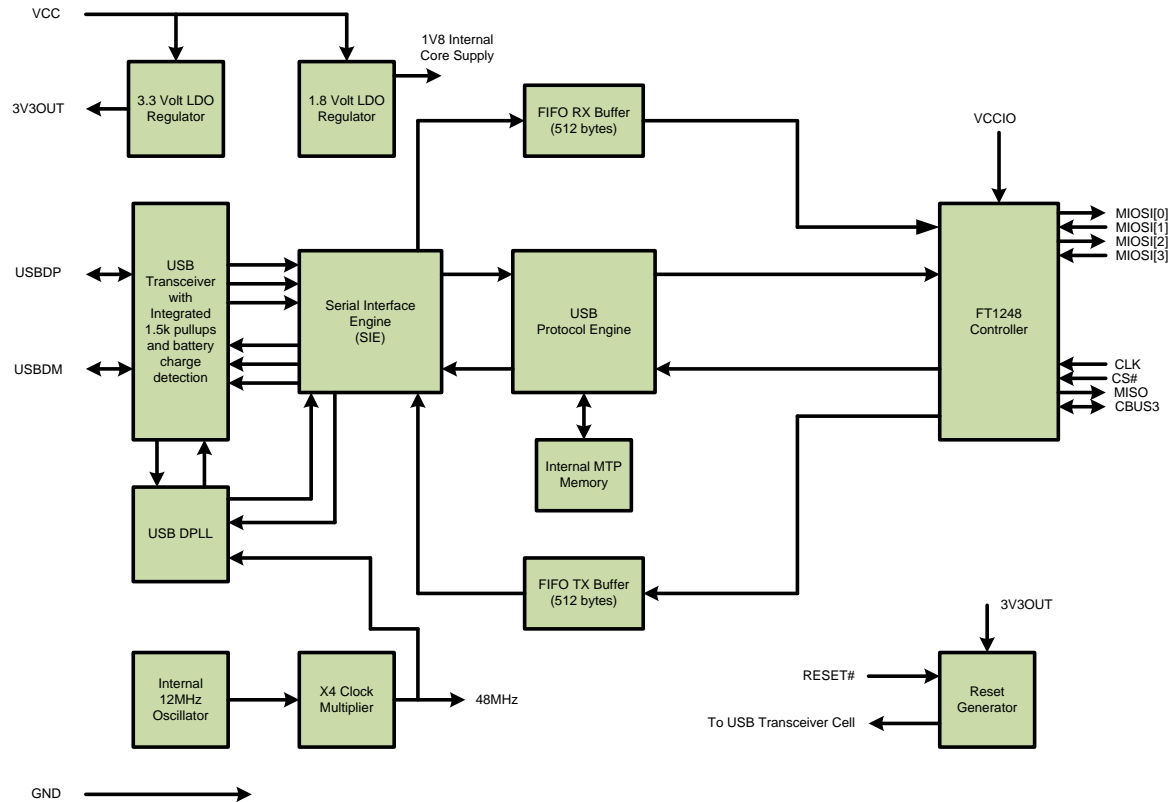 VCC
1V8 Internal
Core Supply
3V3OUT
3.3 Volt LDO
Regulator
1.8 Volt LDO
Regulator
FIFO RX Buffer
(512 bytes)
VCCIO
USBDP
USBDM
USB
Transceiver
with
Integrated
1.5k pullups
and battery
charge
detection
Serial Interface
Engine
(SIE)
USB
Protocol Engine
FT1248
Controller
MIOSI[0]
MIOSI[1]
MIOSI[2]
MIOSI[3]
CLK
CS#
MISO
CBUS3
Internal MTP
Memory
USB DPLL
FIFO TX Buffer
(512 bytes)
3V3OUT
Internal
12MHz
Oscillator
X4 Clock
Multiplier
48MHz
RESET#
To USB Transceiver Cell
Reset
Generator
GND